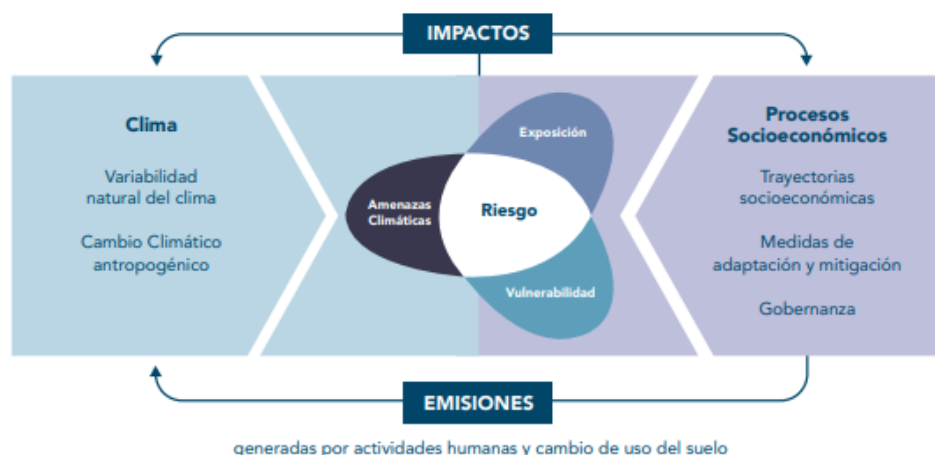 IMPACTOS
Clima
Variabilidad
natural del clima
Cambio Climático
antropogénico
Exposición
Amenazas
Climáticas
Riesgo
Vulnerabilidad
Procesos
Socioeconómicos
Trayectorias
socioeconómicas
Medidas de
adaptación y mitigación
Gobernanza
EMISIONES
generadas por actividades humanas y cambio de uso del suelo